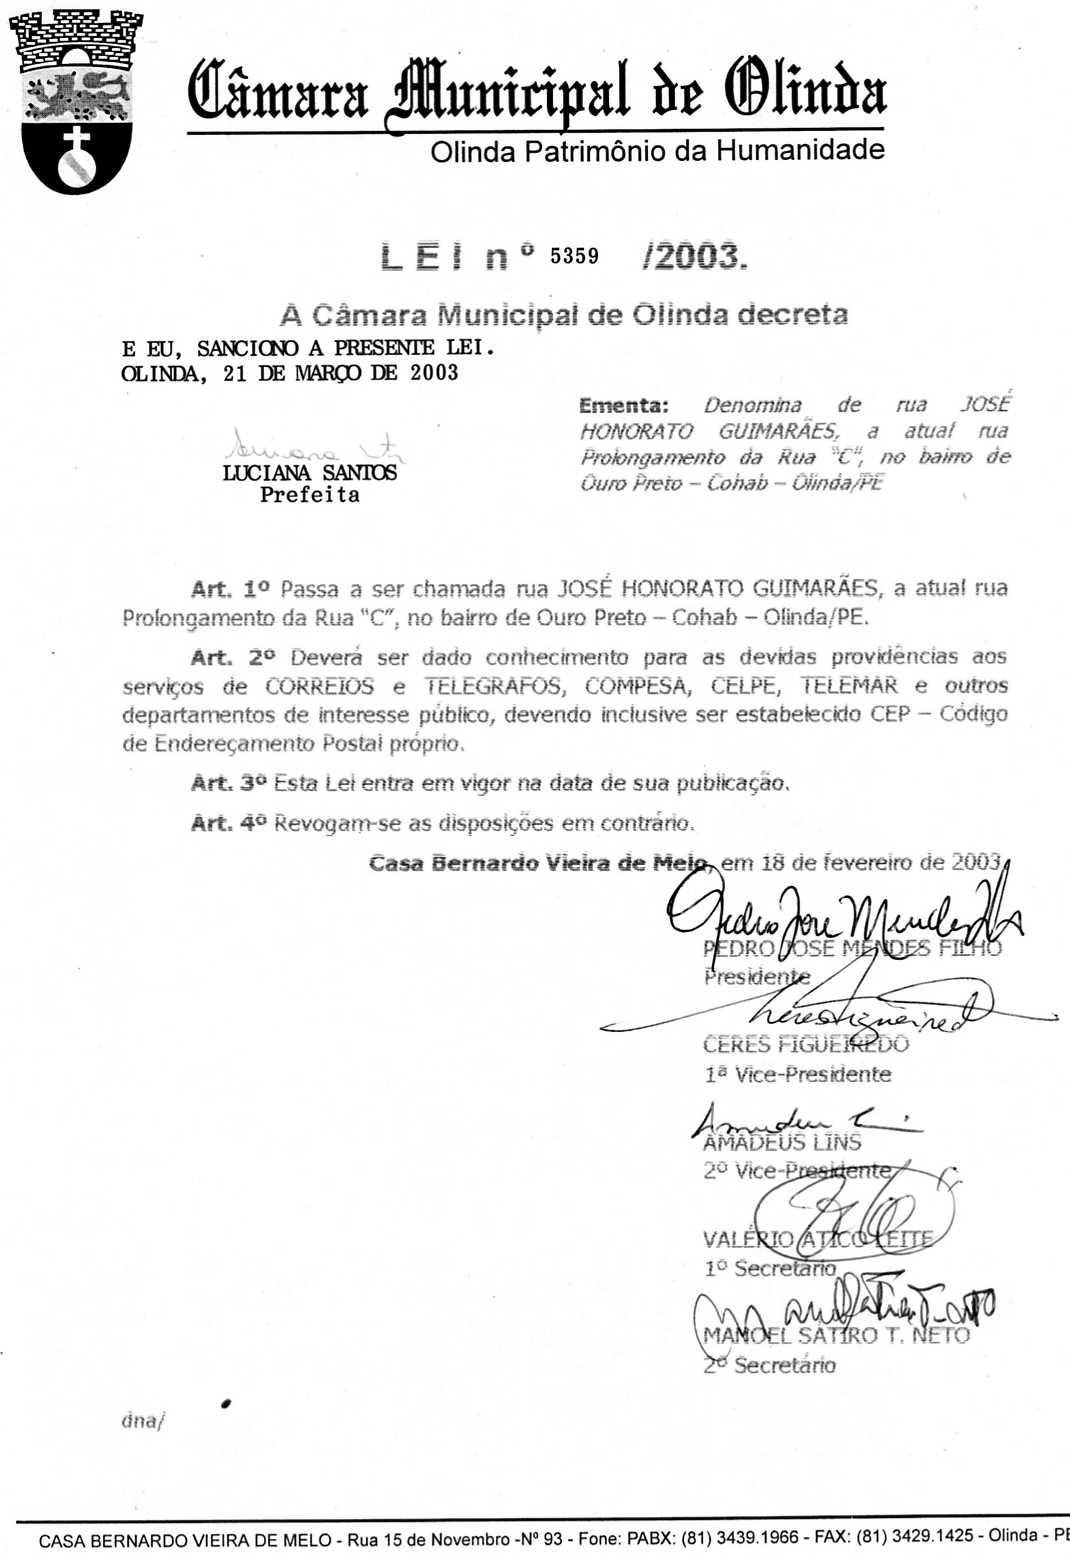 Câmara Municipal de Olinda
Olinda Patrimônio da Humanidade
LEI nº 5359 /2003.
A Câmara Municipal de Olinda decreta
E EU, SANCIONO A PRESENTE LEI.
OLINDA, 21 DE MARÇO DE 2003
Ementa: Denomina de rua JOSÉ
HONORATO GUIMARÃES, a atual rua
Prolongamento da Rua "C", no bairro de
Ouro Preto – Cohab – Olinda/PE
LUCIANA SANTOS
Prefeita
Art. 1º Passa a ser chamada rua JOSÉ HONORATO GUIMARÃES, a atual rua
Prolongamento da Rua "C", no bairro de Ouro Preto – Cohab – Olinda/PE.
Art. 2º Deverá ser dado conhecimento para as devidas providências aos
serviços de CORREIOS e TELEGRAFOS, COMPESA, CELPE, TELEMAR e outros
departamentos de interesse público, devendo inclusive ser estabelecido CEP – Código
de Endereçamento Postal próprio.
Art. 3º Esta Lei entra em vigor na data de sua publicação.
Art. 4º Revogam-se as disposições em contrário.
Casa Bernardo Vieira de Melo, em 18 de fevereiro de 2003.
Pedro José Mendes Filho
PEDRO JOSÉ MENDES FILHO
Presidente
Ceres Figueiredo
CERES FIGUEIREDO
1ª Vice-Presidente
AMADEUS LINS
2º Vice-Presidente
VALÉRIO ATICO LEITE
1º Secretário
MANOEL SATIRO T. NETO
2º Secretário
dna/
CASA BERNARDO VIEIRA DE MELO - Rua 15 de Novembro -Nº 93 - Fone: PABX: (81) 3439.1966 - FAX: (81) 3429.1425 - Olinda - PE